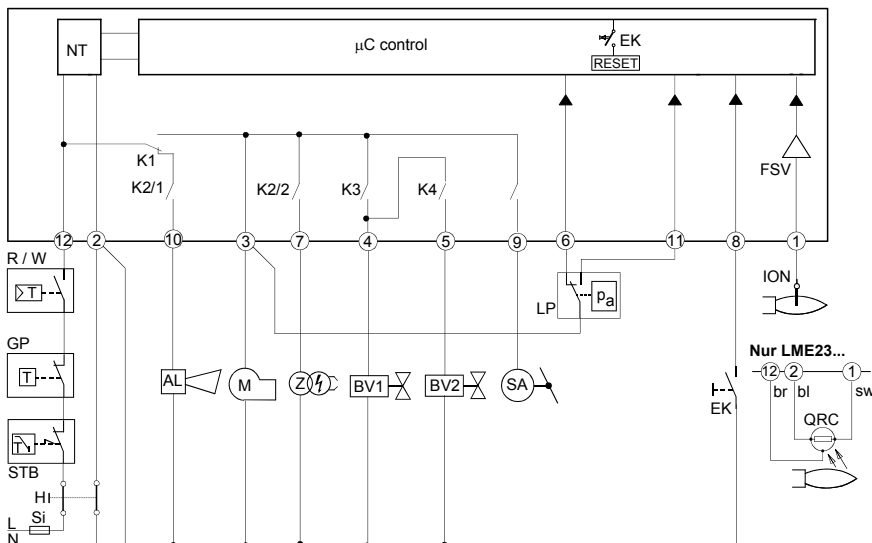 NT
µC control
EK
RESET
FSV
K1
K2/1
K2/2
K3
K4
12
2
10
3
7
4
5
9
6
11
8
1
R / W
T
GP
T
STB
T
H
L
N
Si
AL
M
Z
BV1
BV2
SA
LP
pa
EK
ION
Nur LME23...
12
2
1
br
bl
sw
QRC